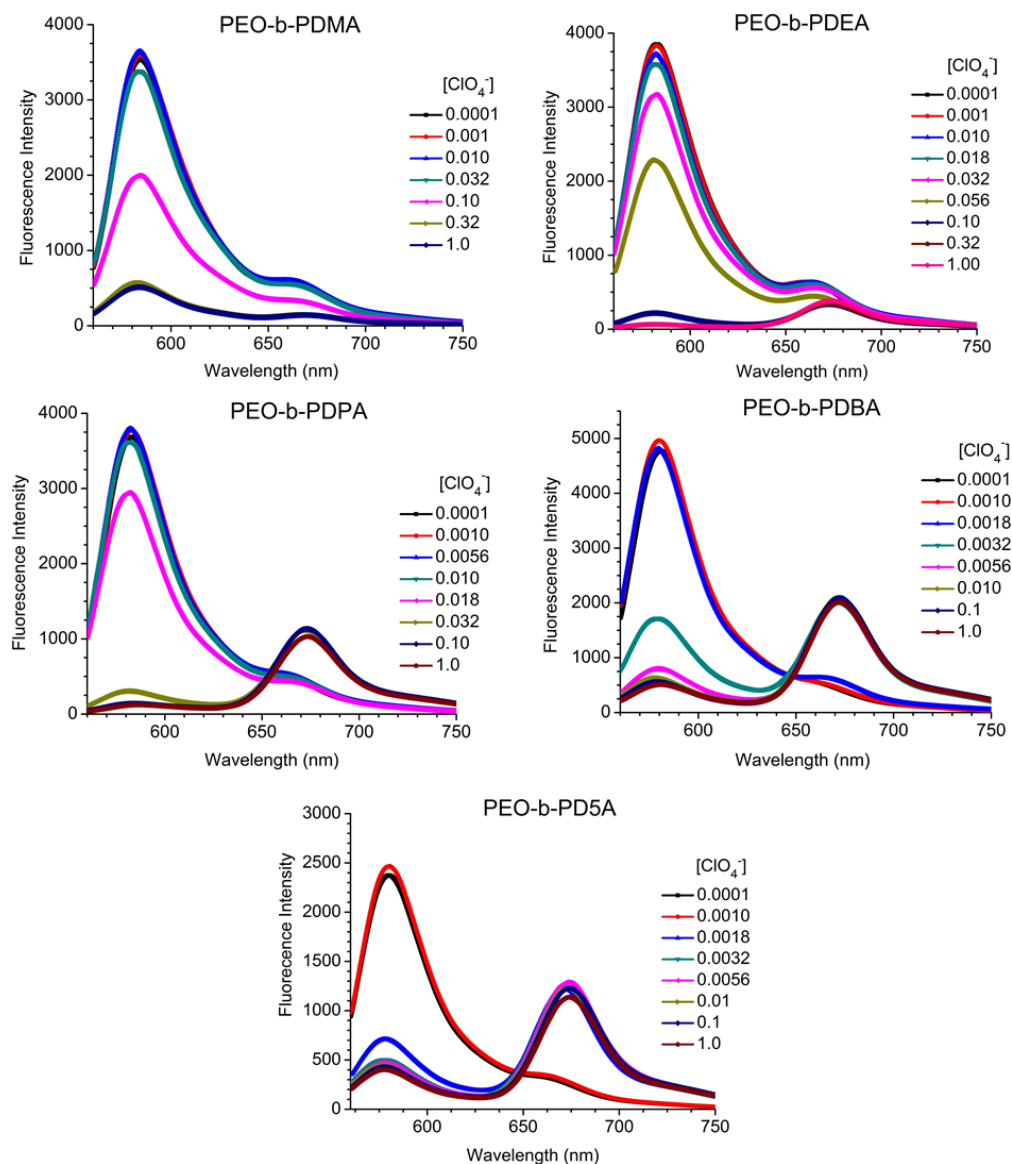 PEO-b-PDMA
4000
3000
2000
1000
0
Fluorescence Intensity
600 650 700 750
Wavelength (nm)
[ClO4-]
0.0001
0.001
0.010
0.032
0.10
0.32
1.0
PEO-b-PDEA
4000
3000
2000
1000
0
Fluorescence Intensity
600 650 700 750
Wavelength (nm)
[ClO4-]
0.0001
0.001
0.010
0.018
0.032
0.056
0.10
0.32
1.00
PEO-b-PDPA
4000
3000
2000
1000
0
Fluorescence Intensity
600 650 700 750
Wavelength (nm)
[ClO4-]
0.0001
0.0010
0.0056
0.010
0.018
0.032
0.10
1.0
PEO-b-PDBA
5000
4000
3000
2000
1000
0
Fluorescence Intensity
600 650 700 750
Wavelength (nm)
[ClO4-]
0.0001
0.0010
0.0018
0.0032
0.0056
0.010
0.1
1.0
PEO-b-PD5A
3000
2500
2000
1500
1000
500
0
Fluorecence Intensity
600 650 700 750
Wavelength (nm)
[ClO4-]
0.0001
0.0010
0.0018
0.0032
0.0056
0.01
0.1
1.0